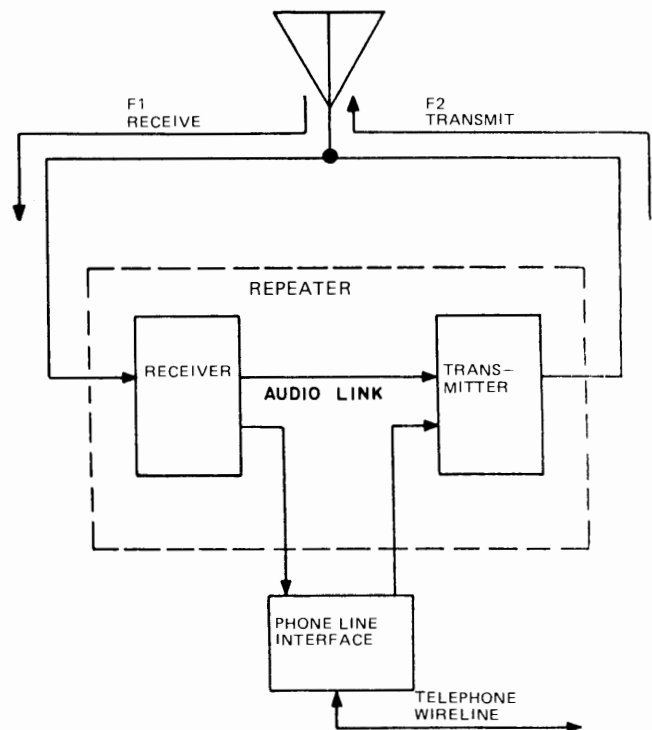 F1
RECEIVE
F2
TRANSMIT
REPEATER
RECEIVER
AUDIO LINK
TRANS-
MITTER
PHONE LINE
INTERFACE
TELEPHONE
WIRELINE